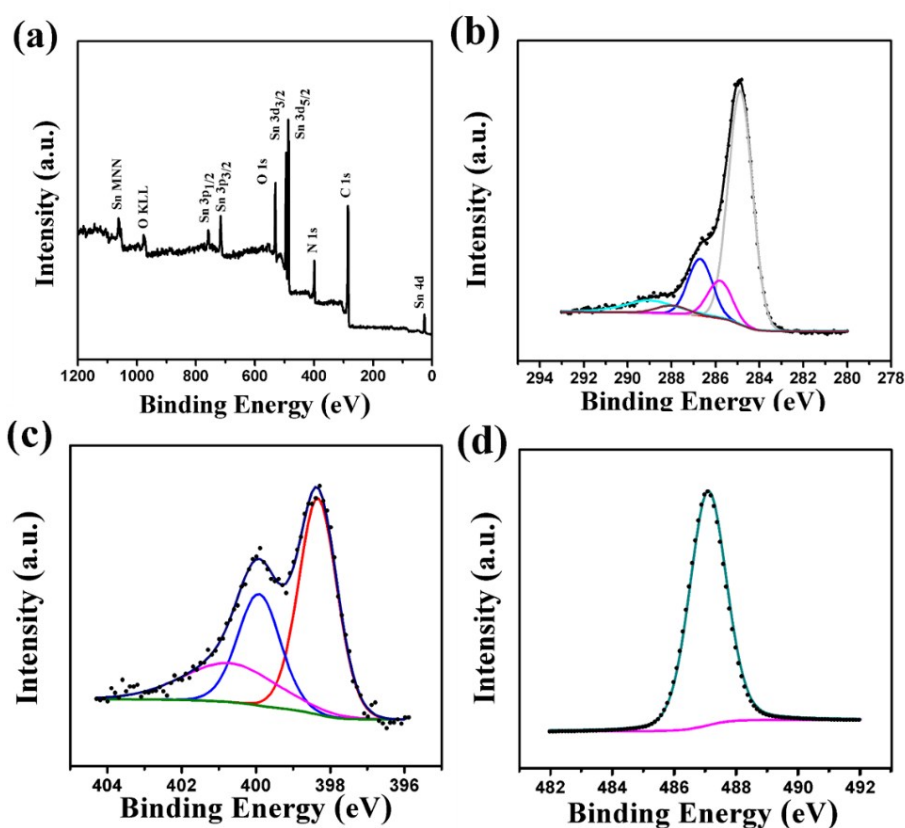 (a)
Intensity (a.u.)
Sn MNN
O KLL
Sn 3p1/2
Sn 3p3/2
O 1s
Sn 3d3/2
Sn 3d5/2
N 1s
C 1s
Sn 4d
1200 1000 800 600 400 200 0
Binding Energy (eV)
(b)
Intensity (a.u.)
294 292 290 288 286 284 282 280 278
Binding Energy (eV)
(c)
Intensity (a.u.)
404 402 400 398 396
Binding Energy (eV)
(d)
Intensity (a.u.)
482 484 486 488 490 492
Binding Energy (eV)